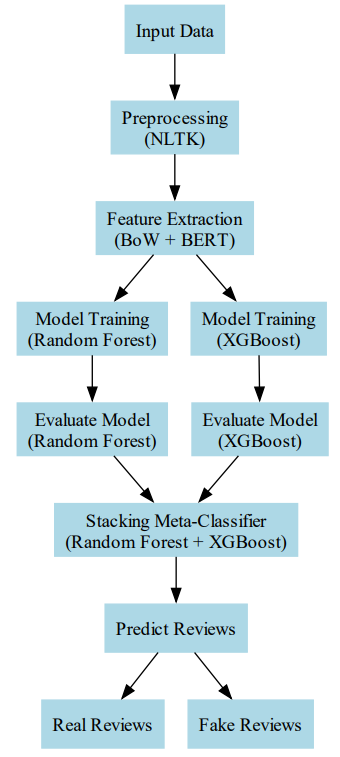 Input Data
Preprocessing
(NLTK)
Feature Extraction
(BoW + BERT)
Model Training
(Random Forest)
Model Training
(XGBoost)
Evaluate Model
(Random Forest)
Evaluate Model
(XGBoost)
Stacking Meta-Classifier
(Random Forest + XGBoost)
Predict Reviews
Real Reviews
Fake Reviews